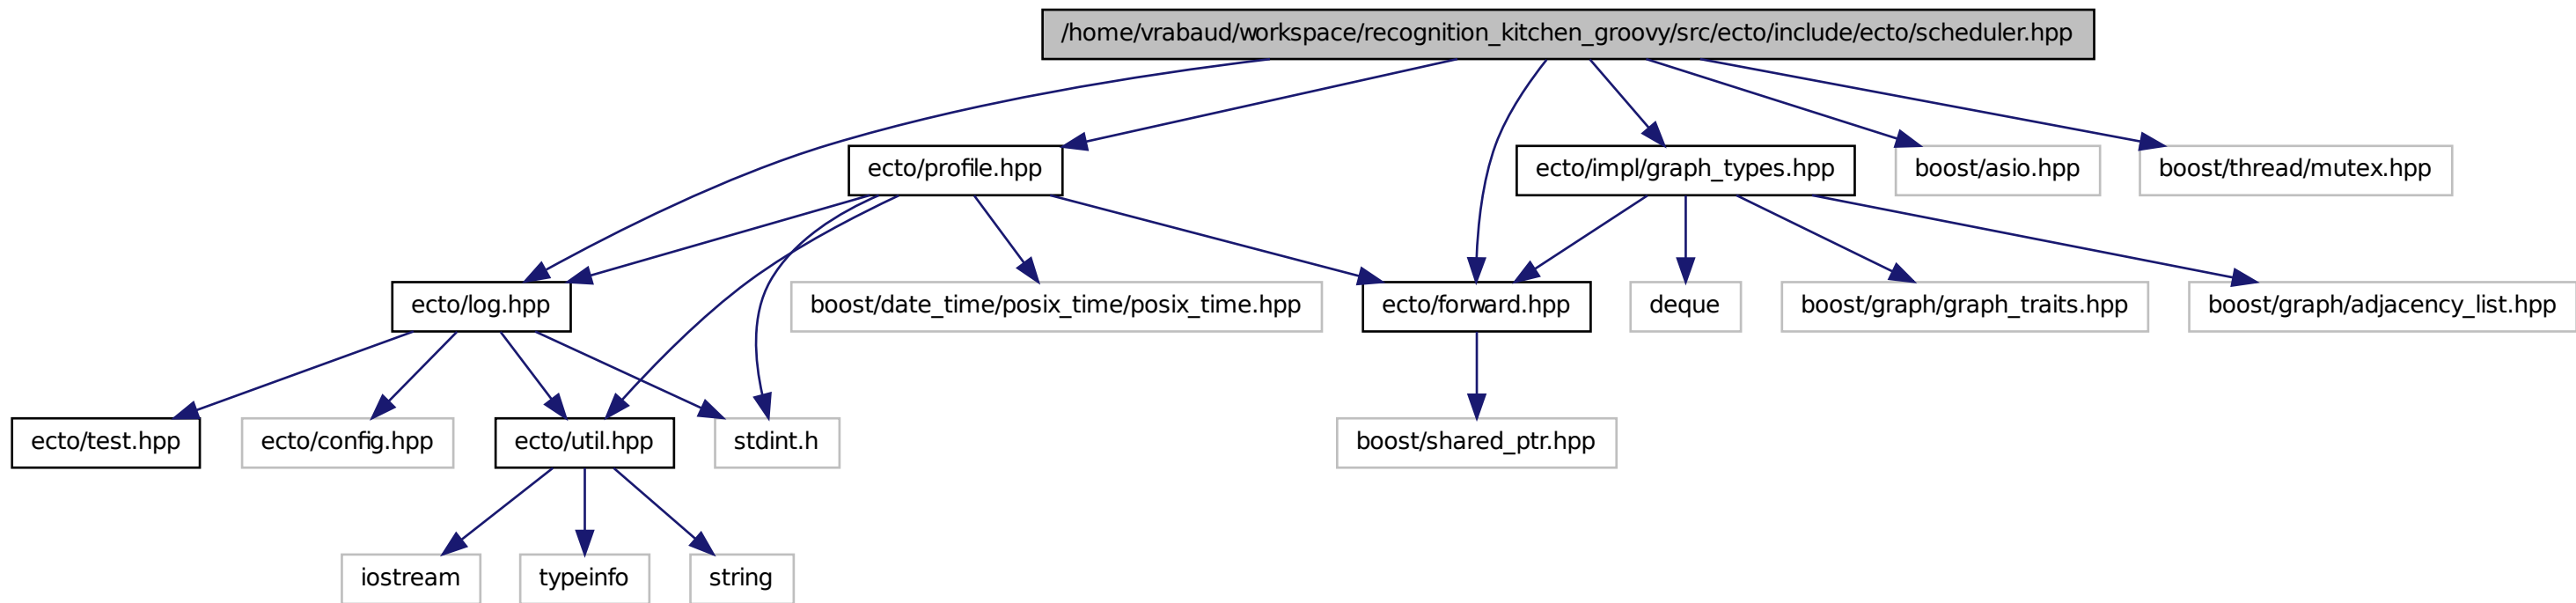 /home/vrabaud/workspace/recognition_kitchen_groovy/src/ecto/include/ecto/scheduler.hpp
ecto/profile.hpp
ecto/impl/graph_types.hpp
boost/asio.hpp
boost/thread/mutex.hpp
ecto/log.hpp
boost/date_time/posix_time/posix_time.hpp
ecto/forward.hpp
deque
boost/graph/graph_traits.hpp
boost/graph/adjacency_list.hpp
ecto/test.hpp
ecto/config.hpp
ecto/util.hpp
stdint.h
boost/shared_ptr.hpp
iostream
typeinfo
string